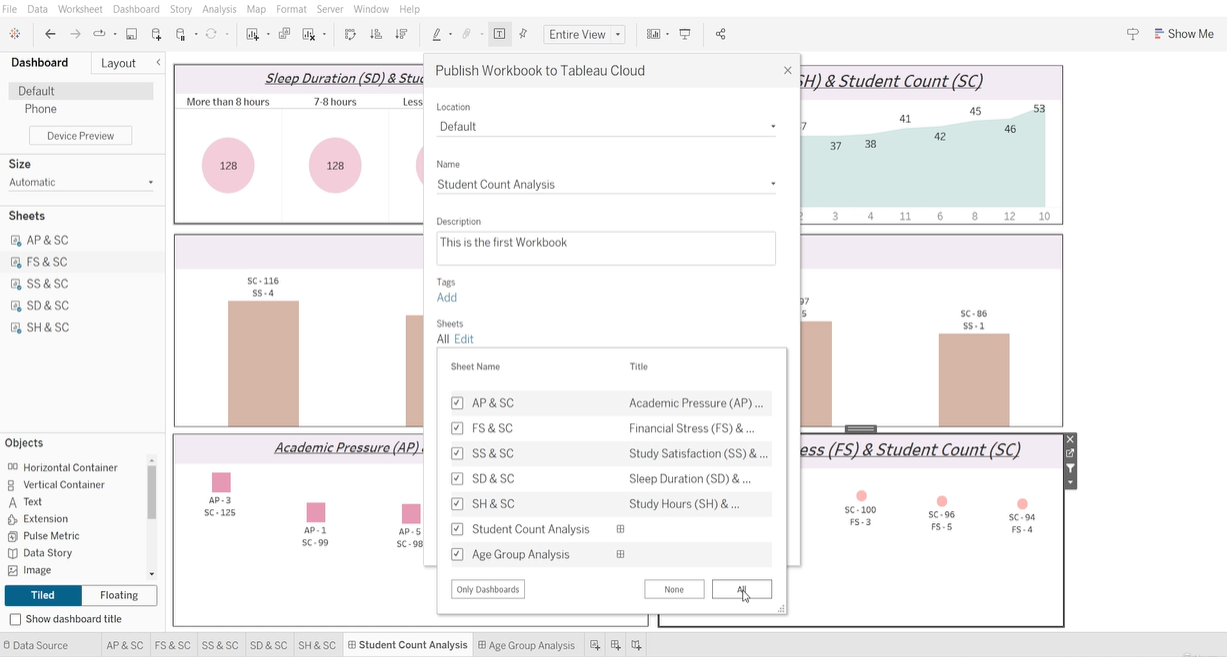 File Data Worksheet Dashboard Story Analysis Map Format Server Window Help
Entire View
Show Me
Dashboard Layout
Default
Phone
Device Preview
Size
Automatic
Sheets
AP & SC
FS & SC
SS & SC
SD & SC
SH & SC
Objects
Horizontal Container
Vertical Container
Text
Extension
Pulse Metric
Data Story
Image
Tiled Floating
Show dashboard title
Sleep Duration (SD) & Stu
More than 8 hours 7-8 hours Less
128 128
SH) & Student Count (SC)
7 37 38 41 42 45 46 53
2 3 4 11 6 8 12 10
SC - 116
SS - 4
97
5
SC - 86
SS - 1
Academic Pressure (AP)
AP - 3
SC - 125
AP - 1
SC - 99
AP - 5
SC - 98
ess (FS) & Student Count (SC)
SC - 100
FS - 3
SC - 96
FS - 5
SC - 94
FS - 4
Publish Workbook to Tableau Cloud
Location
Default
Name
Student Count Analysis
Description
This is the first Workbook
Tags
Add
Sheets
All Edit
Sheet Name Title
AP & SC Academic Pressure (AP) ...
FS & SC Financial Stress (FS) & ...
SS & SC Study Satisfaction (SS) & ...
SD & SC Sleep Duration (SD) & ...
SH & SC Study Hours (SH) & ...
Student Count Analysis
Age Group Analysis
Only Dashboards None All
Data Source AP & SC FS & SC SS & SC SD & SC SH & SC Student Count Analysis Age Group Analysis